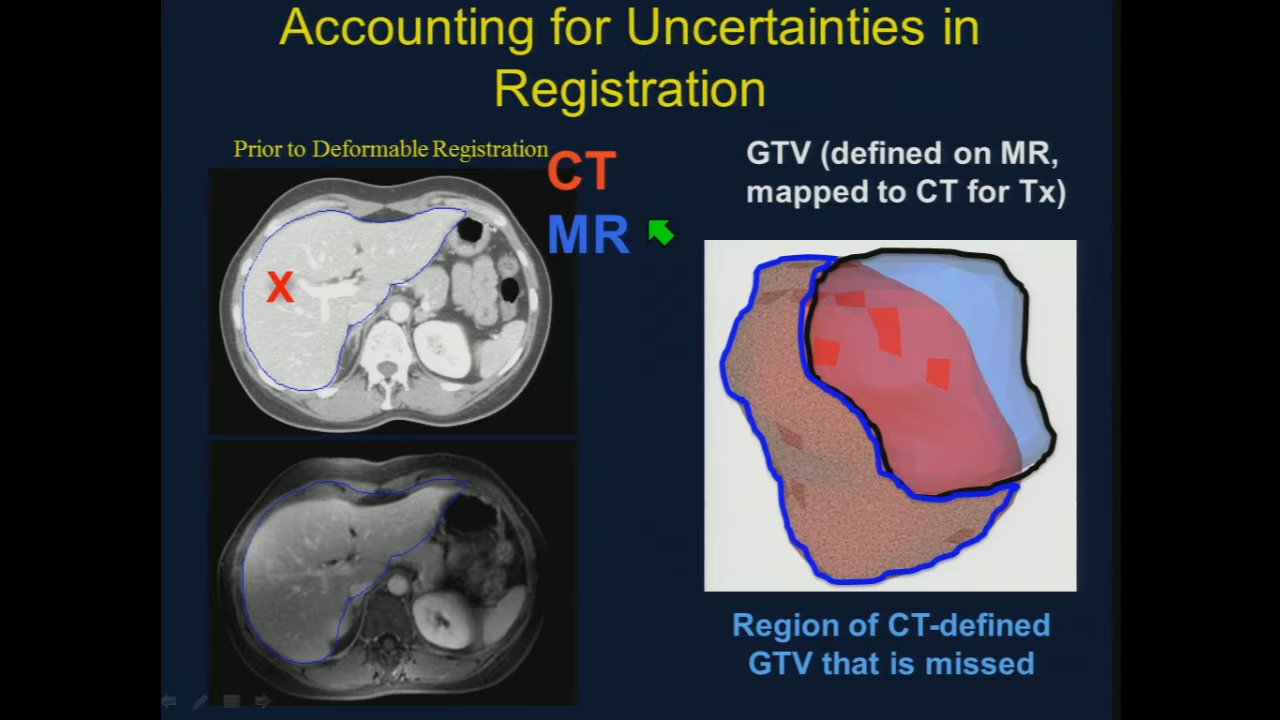 Accounting for Uncertainties in
Registration
Prior to Deformable Registration
CT
MR
X
GTV (defined on MR,
mapped to CT for Tx)
Region of CT-defined
GTV that is missed